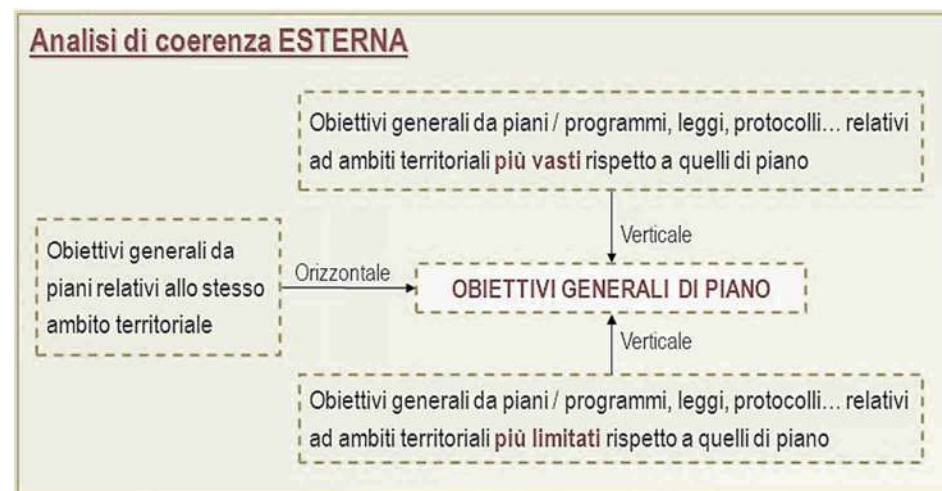 Analisi di coerenza ESTERNA
Obiettivi generali da piani / programmi, leggi, protocolli... relativi
ad ambiti territoriali più vasti rispetto a quelli di piano
Verticale
Obiettivi generali da
piani relativi allo stesso
ambito territoriale
Orizzontale
OBIETTIVI GENERALI DI PIANO
Verticale
Obiettivi generali da piani / programmi, leggi, protocolli... relativi
ad ambiti territoriali più limitati rispetto a quelli di piano